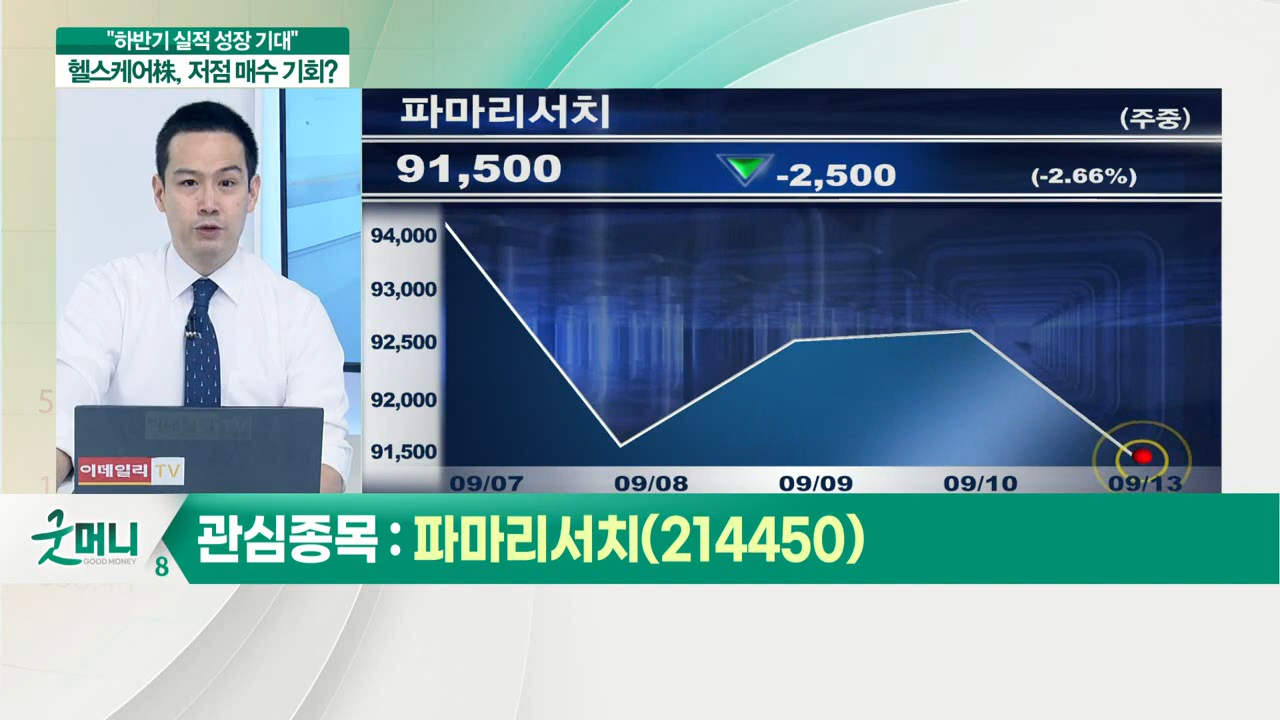 "하반기 실적 성장 기대"
헬스케어株, 저점 매수 기회?
파마리서치
(주중)
91,500
-2,500
(-2.66%)
94,000
93,000
92,500
92,000
91,500
09/07
09/08
09/09
09/10
09/13
이데일리 TV
굿머니
GOOD MONEY
8
관심종목 : 파마리서치(214450)